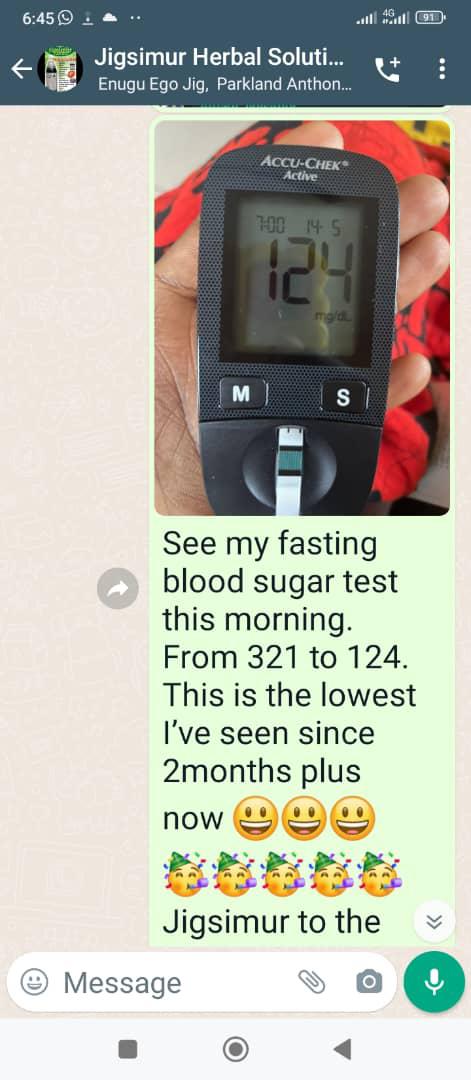 6:45
4G
91
Jigsimur Herbal Soluti...
Enugu Ego Jig, Parkland Anthon...
ACCU-CHEK®
Active
7:00 14-5
124
mg/dL
M
S
See my fasting
blood sugar test
this morning.
From 321 to 124.
This is the lowest
I've seen since
2months plus
now 😃😃😃
🥳🥳🥳🥳🥳
Jigsimur to the
Message